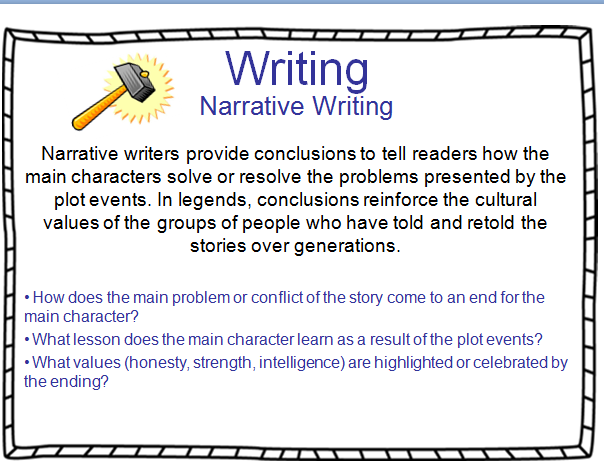 Writing
Narrative Writing
Narrative writers provide conclusions to tell readers how the
main characters solve or resolve the problems presented by the
plot events. In legends, conclusions reinforce the cultural
values of the groups of people who have told and retold the
stories over generations.
• How does the main problem or conflict of the story come to an end for the
main character?
• What lesson does the main character learn as a result of the plot events?
• What values (honesty, strength, intelligence) are highlighted or celebrated by
the ending?